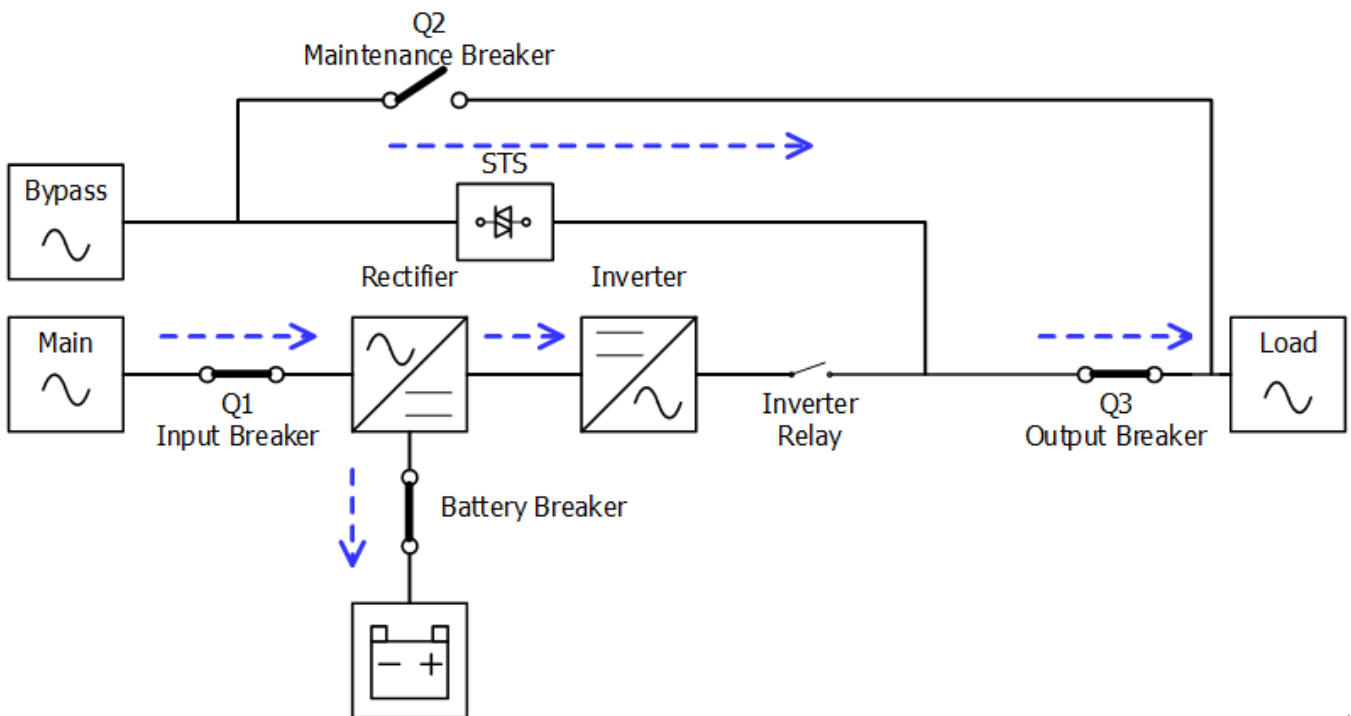 Q2
Maintenance Breaker
STS
Bypass
Rectifier
Inverter
Main
Load
Q1
Input Breaker
Inverter
Relay
Q3
Output Breaker
Battery Breaker
− +